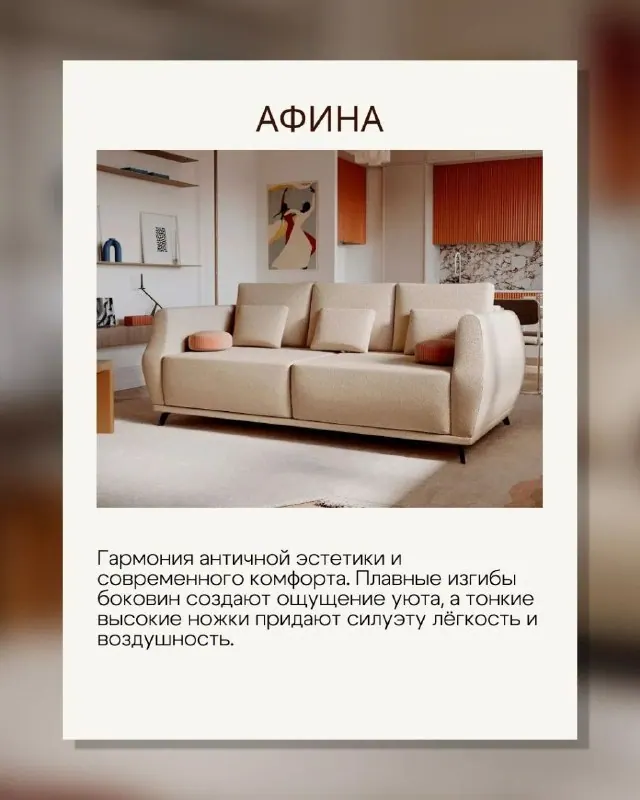 АФИНА
Гармония античной эстетики и
современного комфорта. Плавные изгибы
боковин создают ощущение уюта, а тонкие
высокие ножки придают силуэту лёгкость и
воздушность.